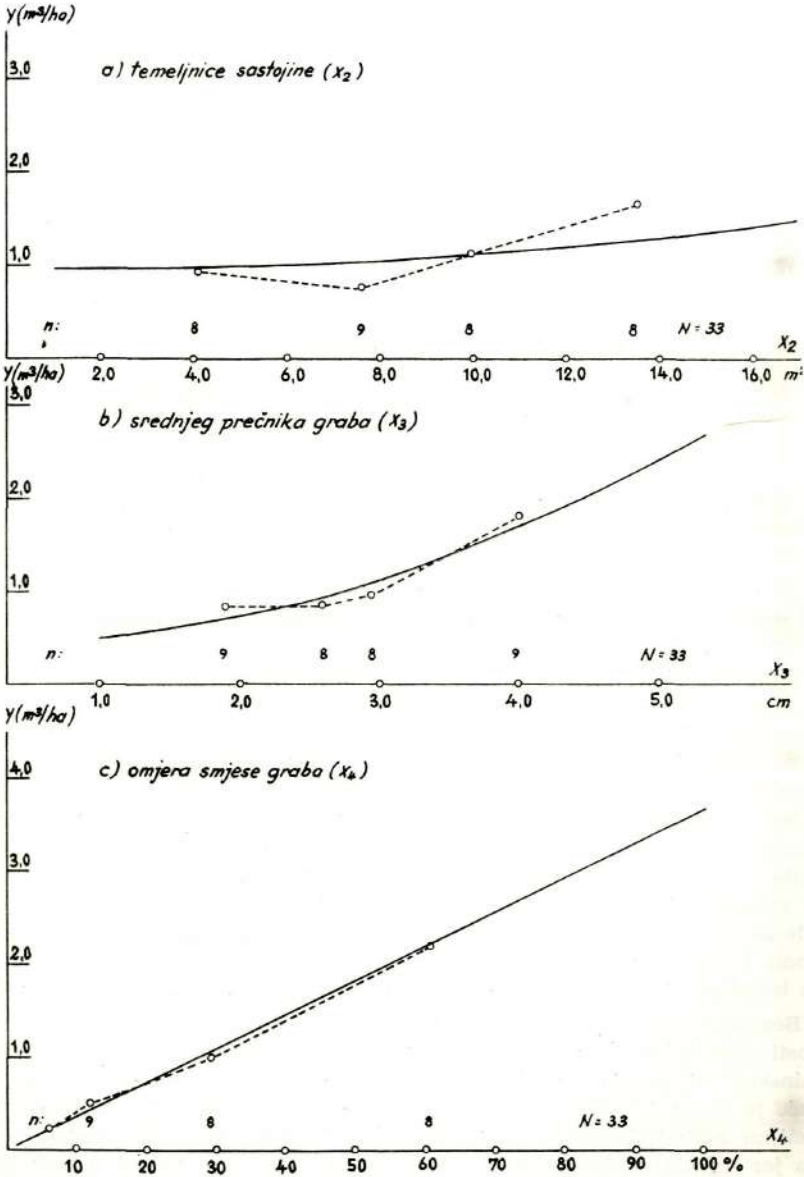 Y(m³/ha)
3,0
a) temeljnice sastojine (X₂)
2,0
1,0
n: 8 9 8 8 N = 33
X₂
2,0 4,0 6,0 8,0 10,0 12,0 14,0 16,0 m²
Y(m³/ha)
3,0
b) srednjeg prečnika graba (X₃)
2,0
1,0
n: 9 8 8 9 N = 33
X₃
1,0 2,0 3,0 4,0 5,0 cm
Y(m³/ha)
4,0
c) omjera smjese graba (X₄)
3,0
2,0
1,0
n: 9 8 8 N = 33
X₄
10 20 30 40 50 60 70 80 90 100 %